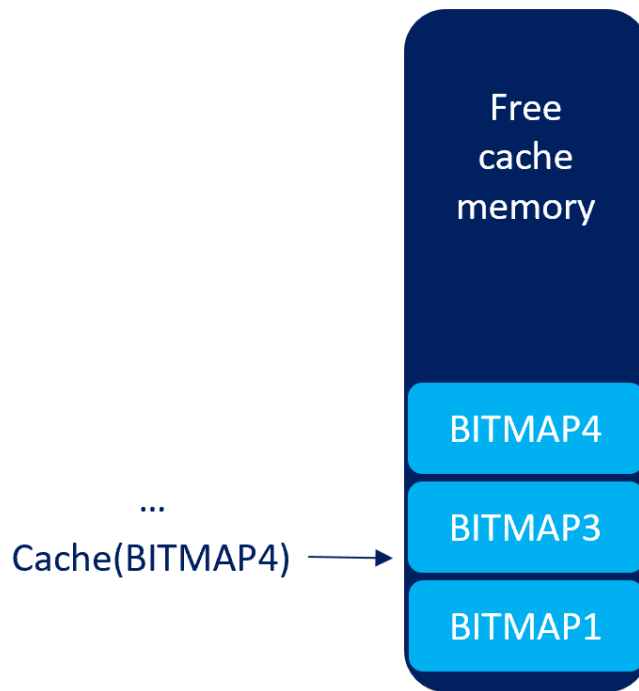 Free
cache
memory
BITMAP4
...
BITMAP3
Cache(BITMAP4)
BITMAP1